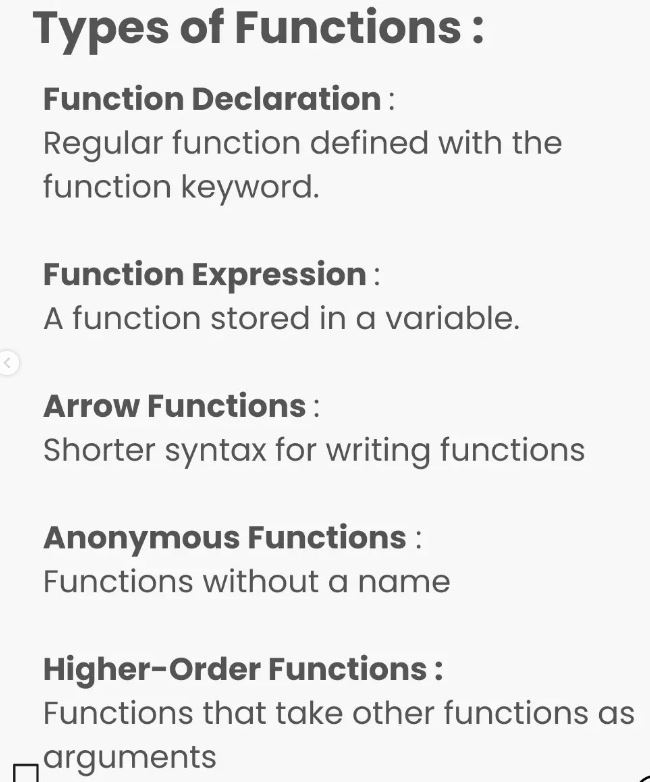 Types of Functions :
Function Declaration :
Regular function defined with the
function keyword.
Function Expression :
A function stored in a variable.
Arrow Functions :
Shorter syntax for writing functions
Anonymous Functions :
Functions without a name
Higher-Order Functions :
Functions that take other functions as
arguments